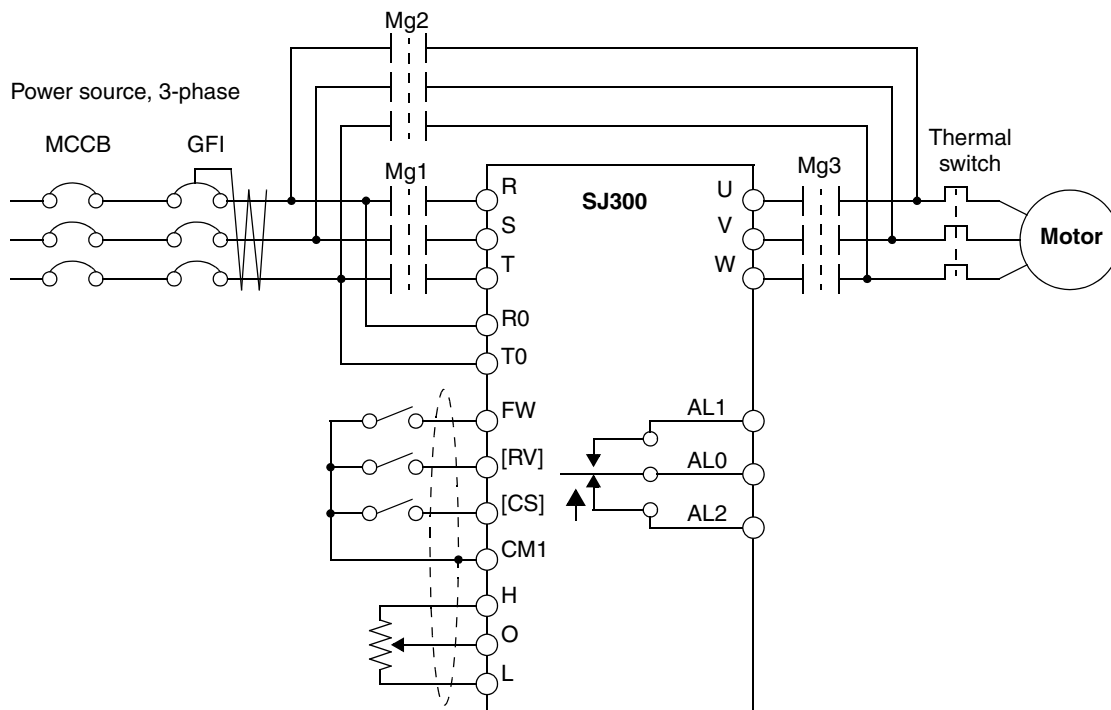 Mg2
Power source, 3-phase
MCCB
GFI
Mg1
Mg3
Thermal
switch
R
SJ300
U
S
V
Motor
T
W
R0
T0
FW
AL1
[RV]
AL0
[CS]
AL2
CM1
H
O
L